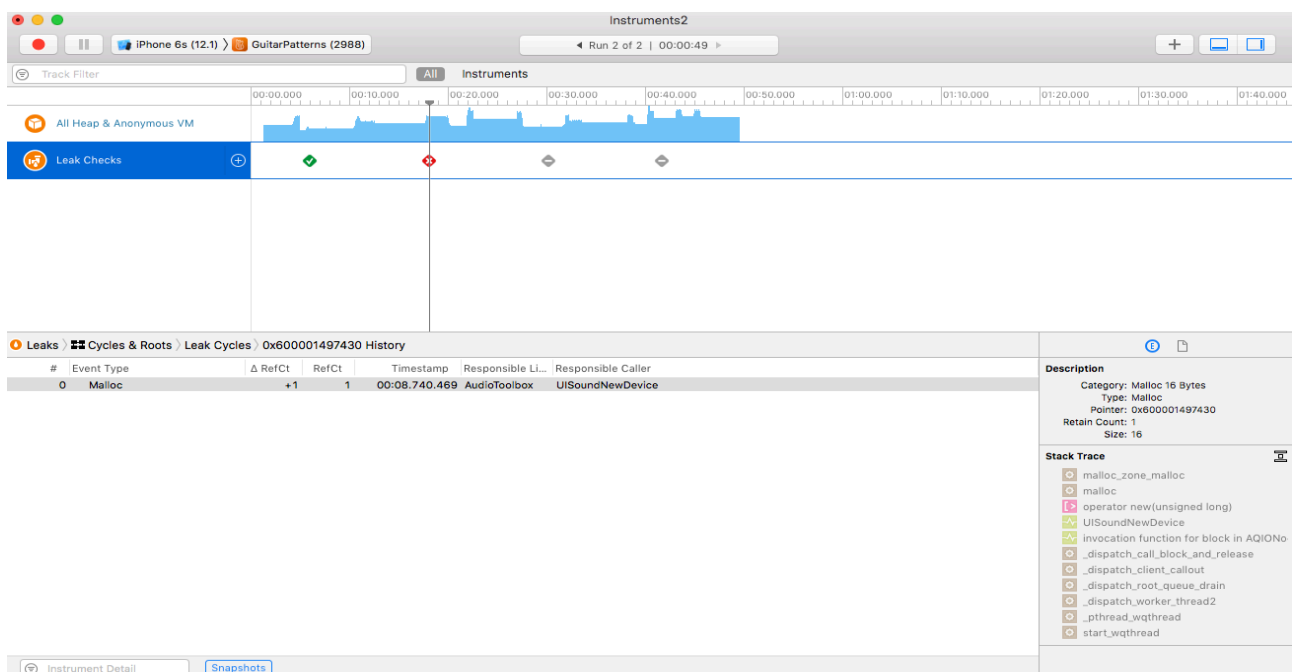 Instruments2
iPhone 6s (12.1) GuitarPatterns (2988)
Run 2 of 2 | 00:00:49
Track Filter
All Instruments
00:00.000 00:10.000 00:20.000 00:30.000 00:40.000 00:50.000 01:00.000 01:10.000 01:20.000 01:30.000 01:40.000
All Heap & Anonymous VM
Leak Checks
Leaks Cycles & Roots Leak Cycles 0x600001497430 History
# Event Type Δ RefCt RefCt Timestamp Responsible Li... Responsible Caller
0 Malloc +1 1 00:08.740.469 AudioToolbox UISoundNewDevice
E
Description
Category: Malloc 16 Bytes
Type: Malloc
Pointer: 0x600001497430
Retain Count: 1
Size: 16
Stack Trace
malloc_zone_malloc
malloc
operator new(unsigned long)
UISoundNewDevice
invocation function for block in AQIONo
_dispatch_call_block_and_release
_dispatch_client_callout
_dispatch_root_queue_drain
_dispatch_worker_thread2
_pthread_wqthread
start_wqthread
Instrument Detail
Snapshots